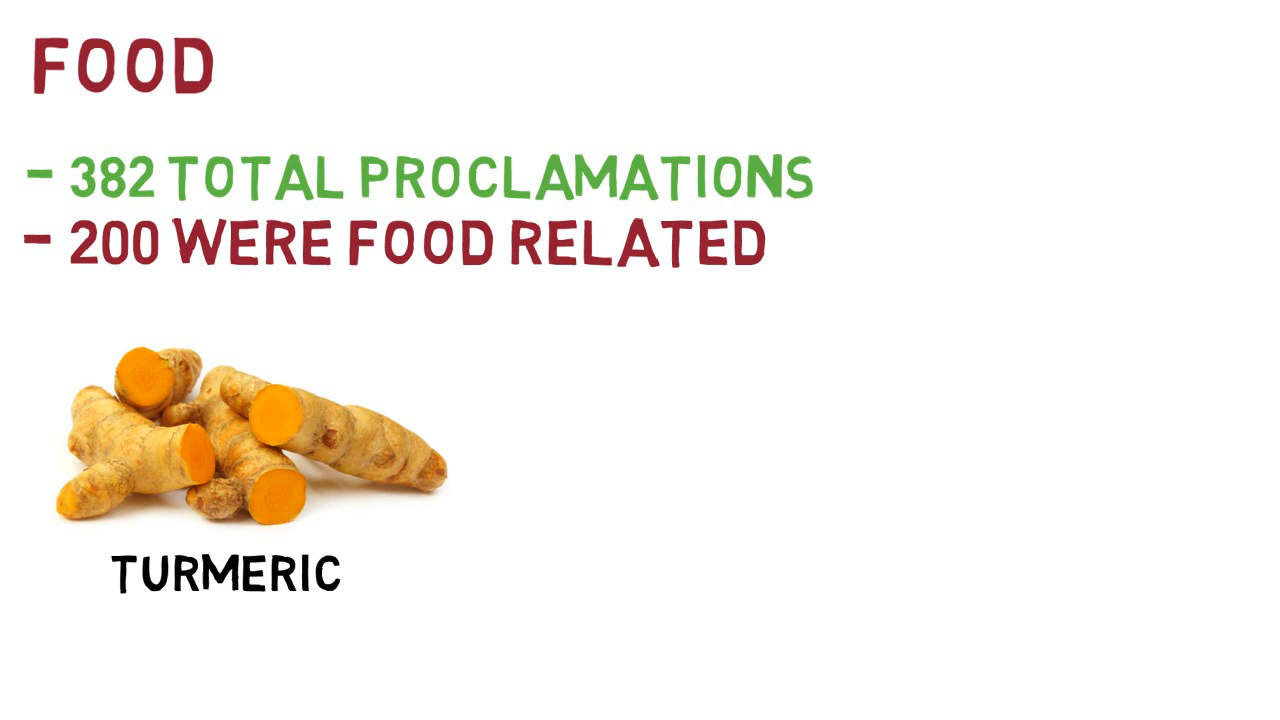 FOOD
- 382 TOTAL PROCLAMATIONS
- 200 WERE FOOD RELATED
TURMERIC